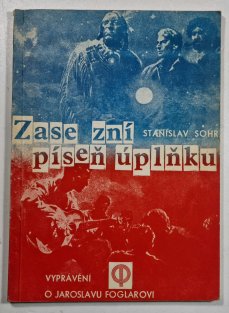 Zase zní
STANISLAV SOHR
píseň úplňku
VYPRÁVĚNÍ
O JAROSLAVU FOGLAROVI